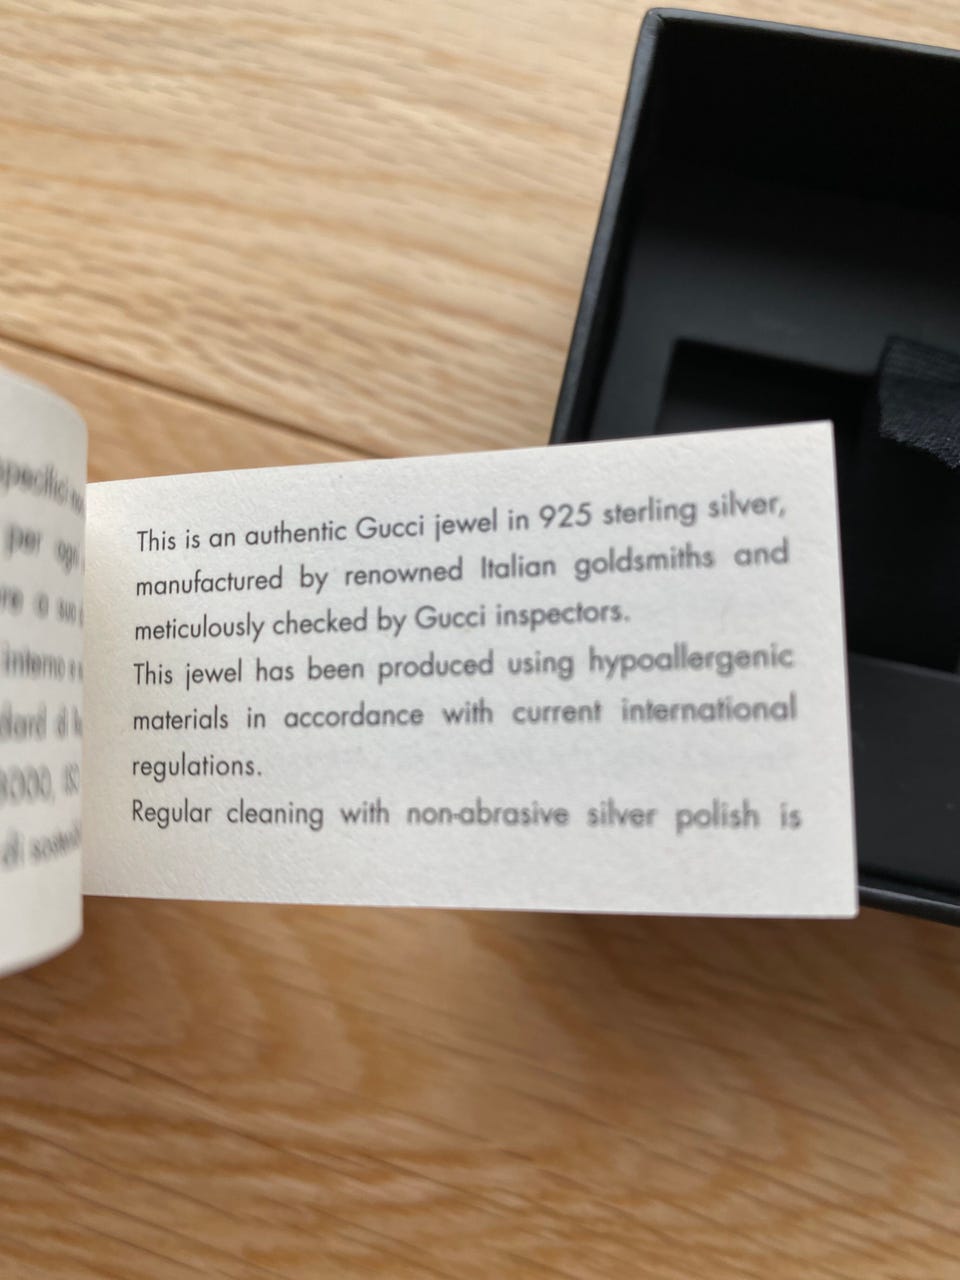 per
This is an authentic Gucci jewel in 925 sterling silver,
manufactured by renowned Italian goldsmiths and
meticulously checked by Gucci inspectors.
This jewel has been produced using hypoallergenic
materials in accordance with current international
regulations.
Regular cleaning with non-abrasive silver polish is